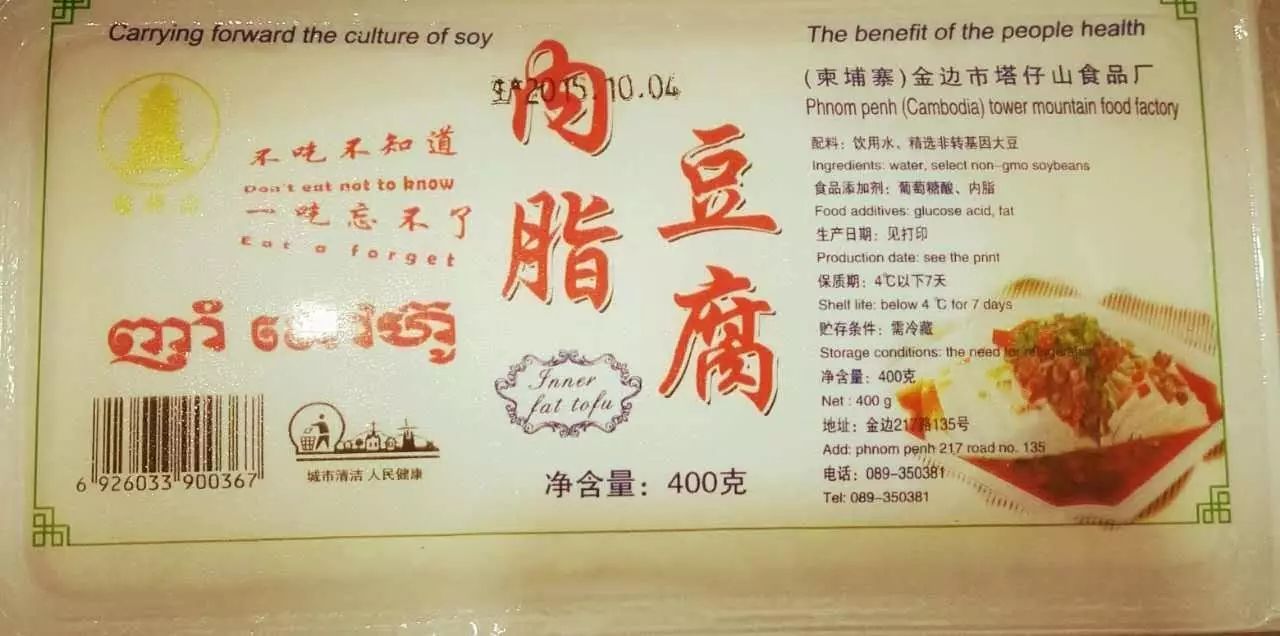 Carrying forward the culture of soy
不吃不知道
Don't eat not to know
一吃忘不了
Eat a forget
6 926033 900367
城市清洁 人民健康
生产2015.10.04
肉脂
豆腐
Inner
fat tofu
净含量：400克
The benefit of the people health
(柬埔寨)金边市塔仔山食品厂
Phnom penh (Cambodia) tower mountain food factory
配料：饮用水、精选非转基因大豆
Ingredients: water, select non-gmo soybeans
食品添加剂：葡萄糖酸、内脂
Food additives: glucose acid, fat
生产日期：见打印
Production date: see the print
保质期：4℃以下7天
Shelf life: below 4 ℃ for 7 days
贮存条件：需冷藏
Storage conditions: the need for refrigeration
净含量：400克
Net : 400 g
地址：金边217路135号
Add: phnom penh 217 road no. 135
电话：089-350381
Tel: 089-350381